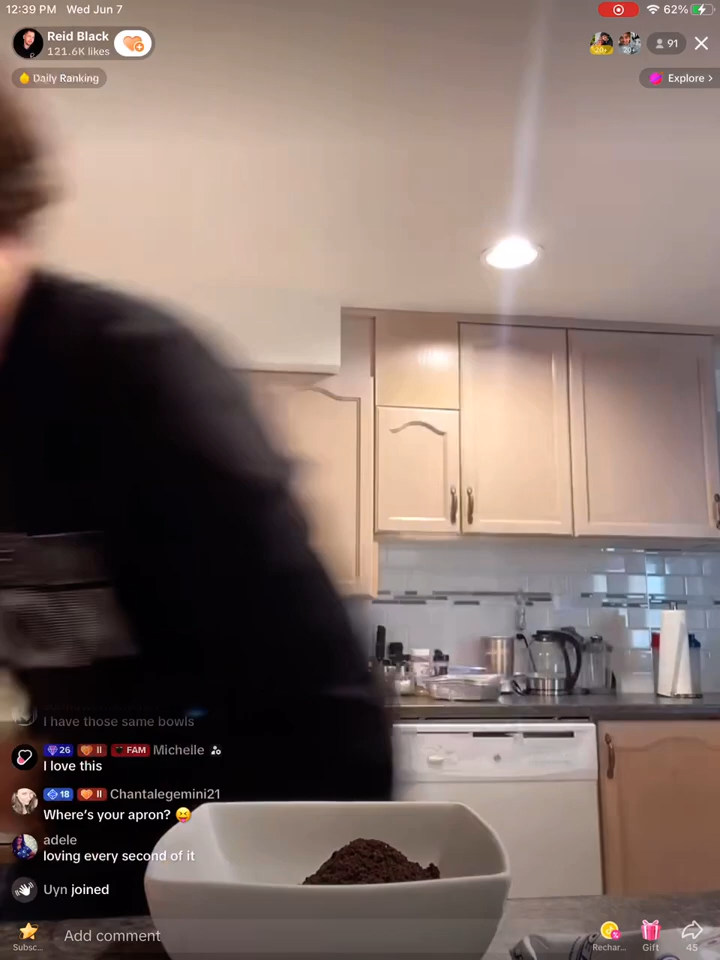 12:39 PM Wed Jun 7
62%
Reid Black
121.6K likes
20+
91
Daily Ranking
Explore >
I have those same bowls
26 II FAM Michelle
I love this
18 II Chantalegemini21
Where's your apron? 😝
adele
loving every second of it
Uyn joined
Subsc...
Add comment
Rechar...
Gift
45